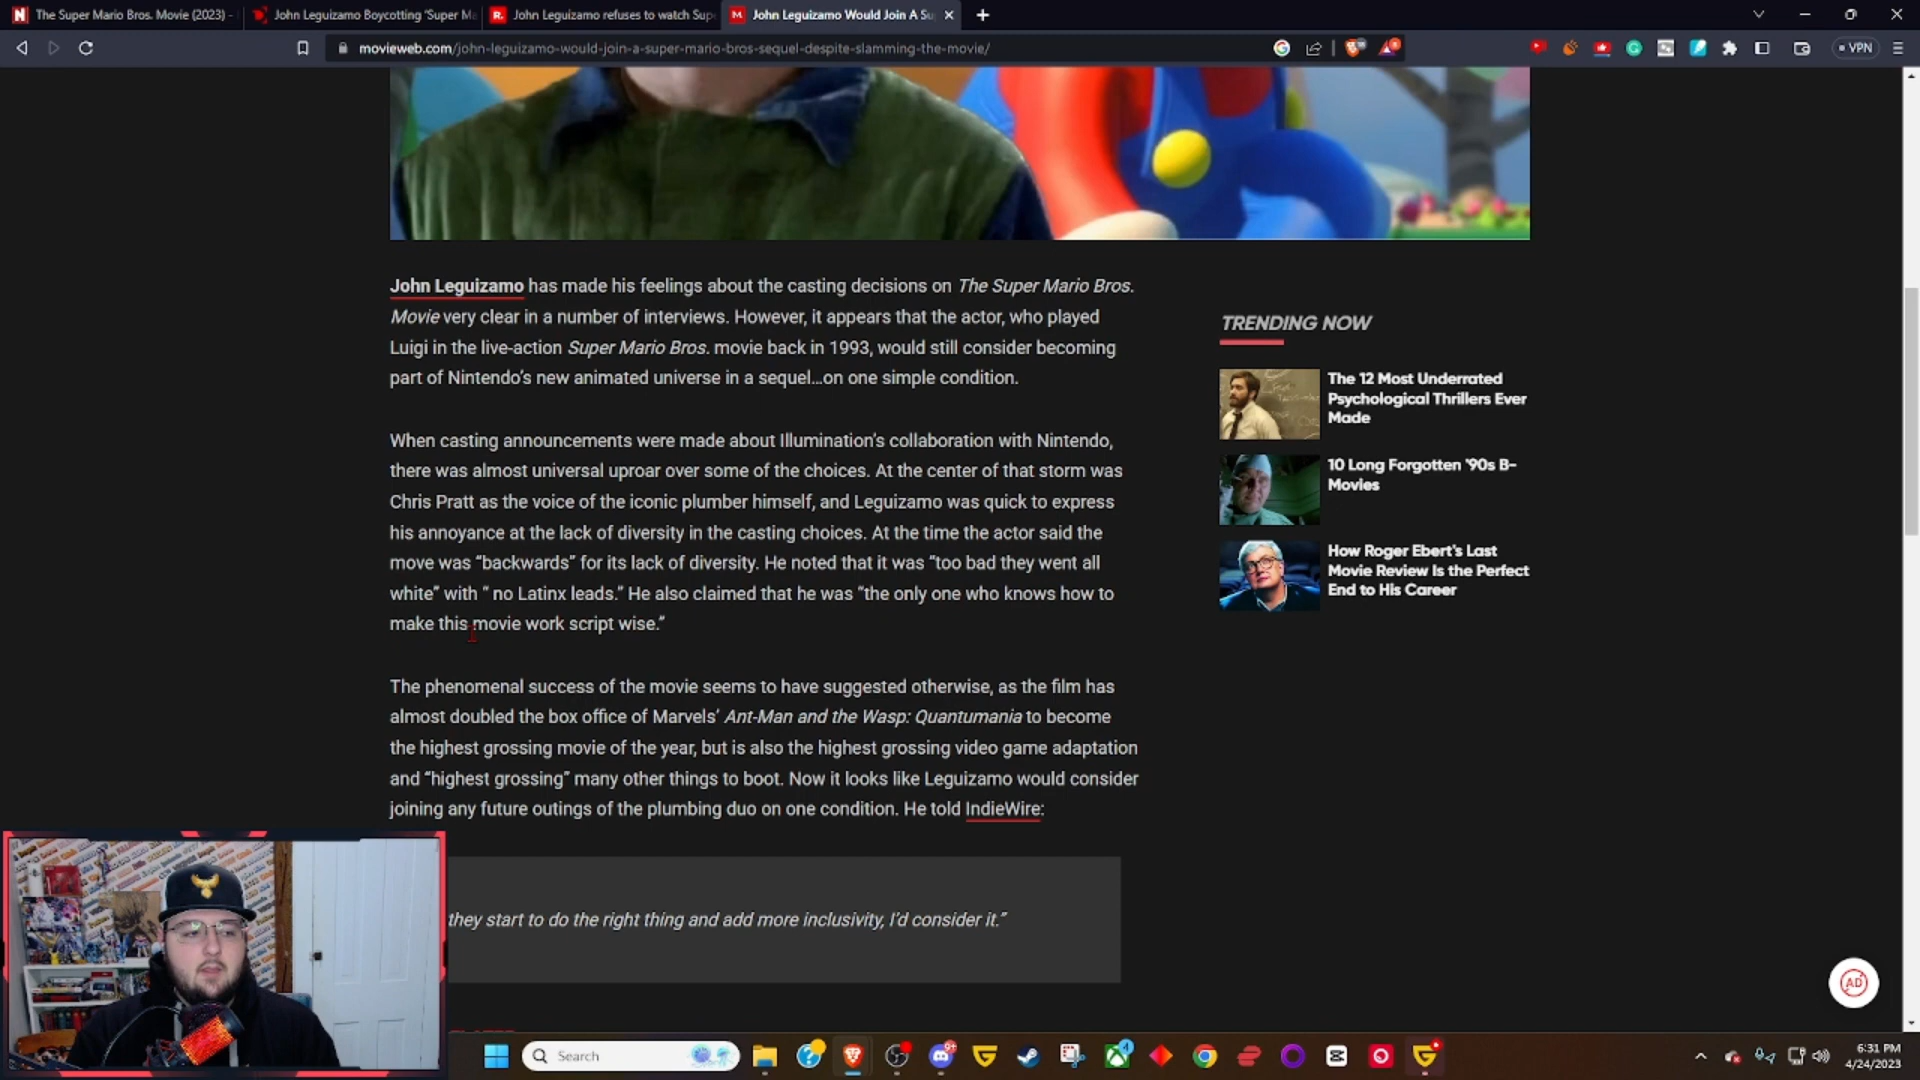 The Super Mario Bros. Movie (2023) -
John Leguizamo Boycotting 'Super Ma
John Leguizamo refuses to watch Supe
John Leguizamo Would Join A Su
movieweb.com/john-leguizamo-would-join-a-super-mario-bros-sequel-despite-slamming-the-movie/
VPN
John Leguizamo has made his feelings about the casting decisions on The Super Mario Bros.
Movie very clear in a number of interviews. However, it appears that the actor, who played
Luigi in the live-action Super Mario Bros. movie back in 1993, would still consider becoming
part of Nintendo's new animated universe in a sequel…on one simple condition.
When casting announcements were made about Illumination's collaboration with Nintendo,
there was almost universal uproar over some of the choices. At the center of that storm was
Chris Pratt as the voice of the iconic plumber himself, and Leguizamo was quick to express
his annoyance at the lack of diversity in the casting choices. At the time the actor said the
move was “backwards” for its lack of diversity. He noted that it was “too bad they went all
white” with “ no Latinx leads.” He also claimed that he was “the only one who knows how to
make this movie work script wise.”
The phenomenal success of the movie seems to have suggested otherwise, as the film has
almost doubled the box office of Marvels’ Ant-Man and the Wasp: Quantumania to become
the highest grossing movie of the year, but is also the highest grossing video game adaptation
and “highest grossing” many other things to boot. Now it looks like Leguizamo would consider
joining any future outings of the plumbing duo on one condition. He told IndieWire:
they start to do the right thing and add more inclusivity, I’d consider it.”
TRENDING NOW
The 12 Most Underrated
Psychological Thrillers Ever
Made
10 Long Forgotten '90s B-
Movies
How Roger Ebert's Last
Movie Review Is the Perfect
End to His Career
AD
Search
6:31 PM
4/24/2023